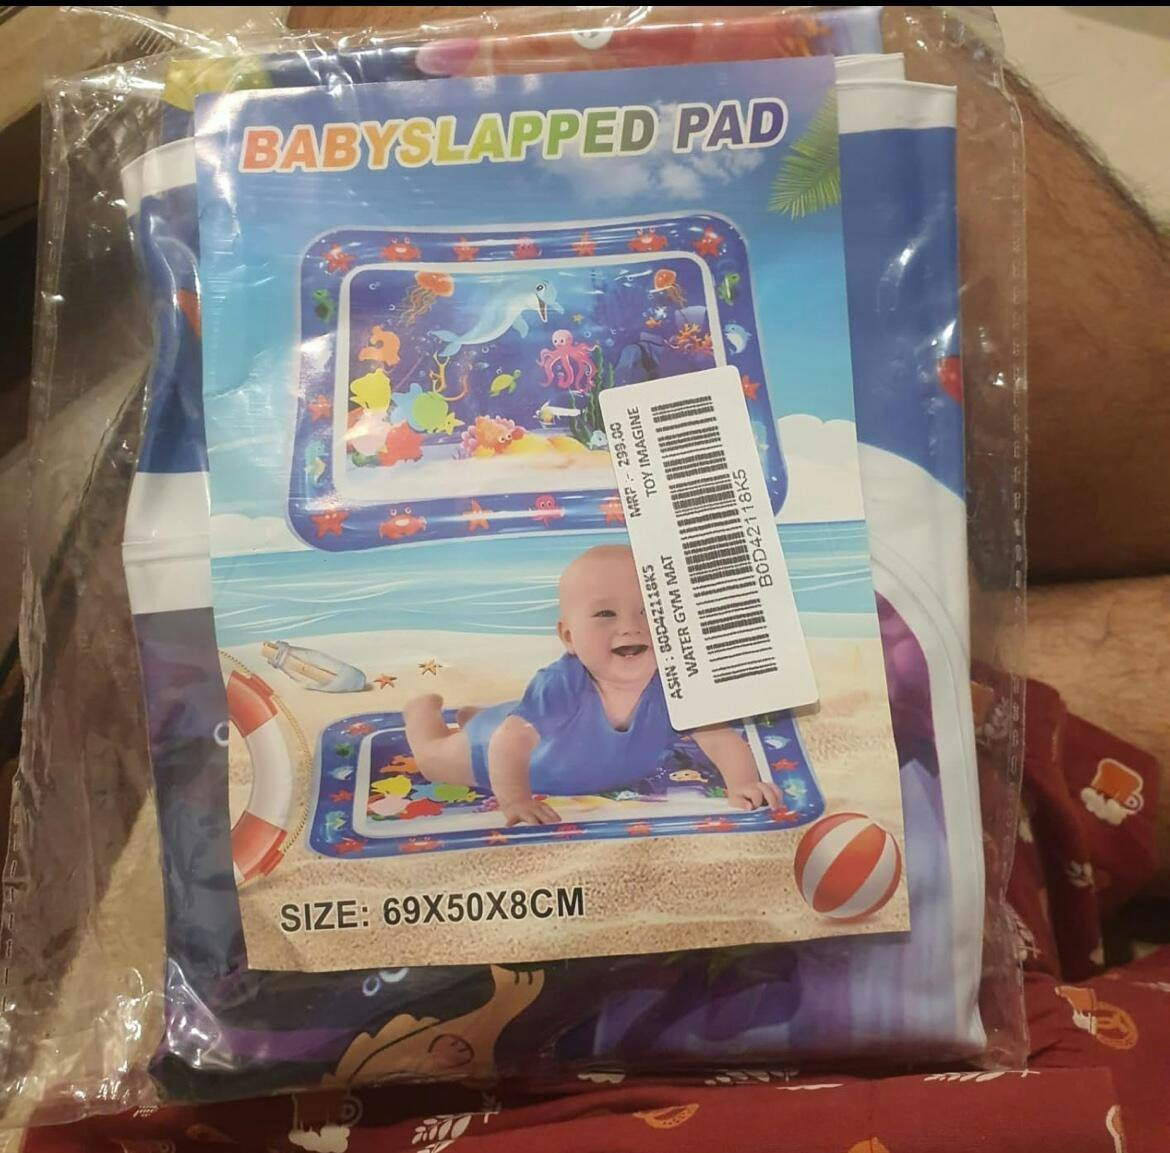 BABYSLAPPED PAD
MRP :- 299.00
TOY IMAGINE
ASIN : B0D42118K5
WATER GYM MAT
B0D42118K5
SIZE: 69X50X8CM